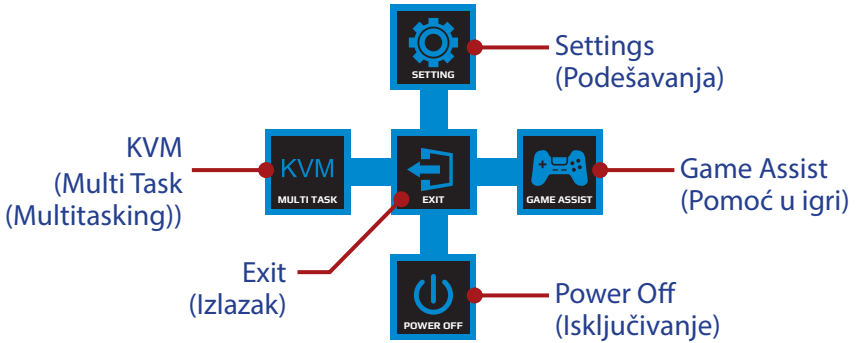 SETTING
Settings
(Podešavanja)
KVM
(Multi Task
(Multitasking))
KVM
MULTI TASK
EXIT
GAME ASSIST
Game Assist
(Pomoć u igri)
Exit
(Izlazak)
POWER OFF
Power Off
(Isključivanje)